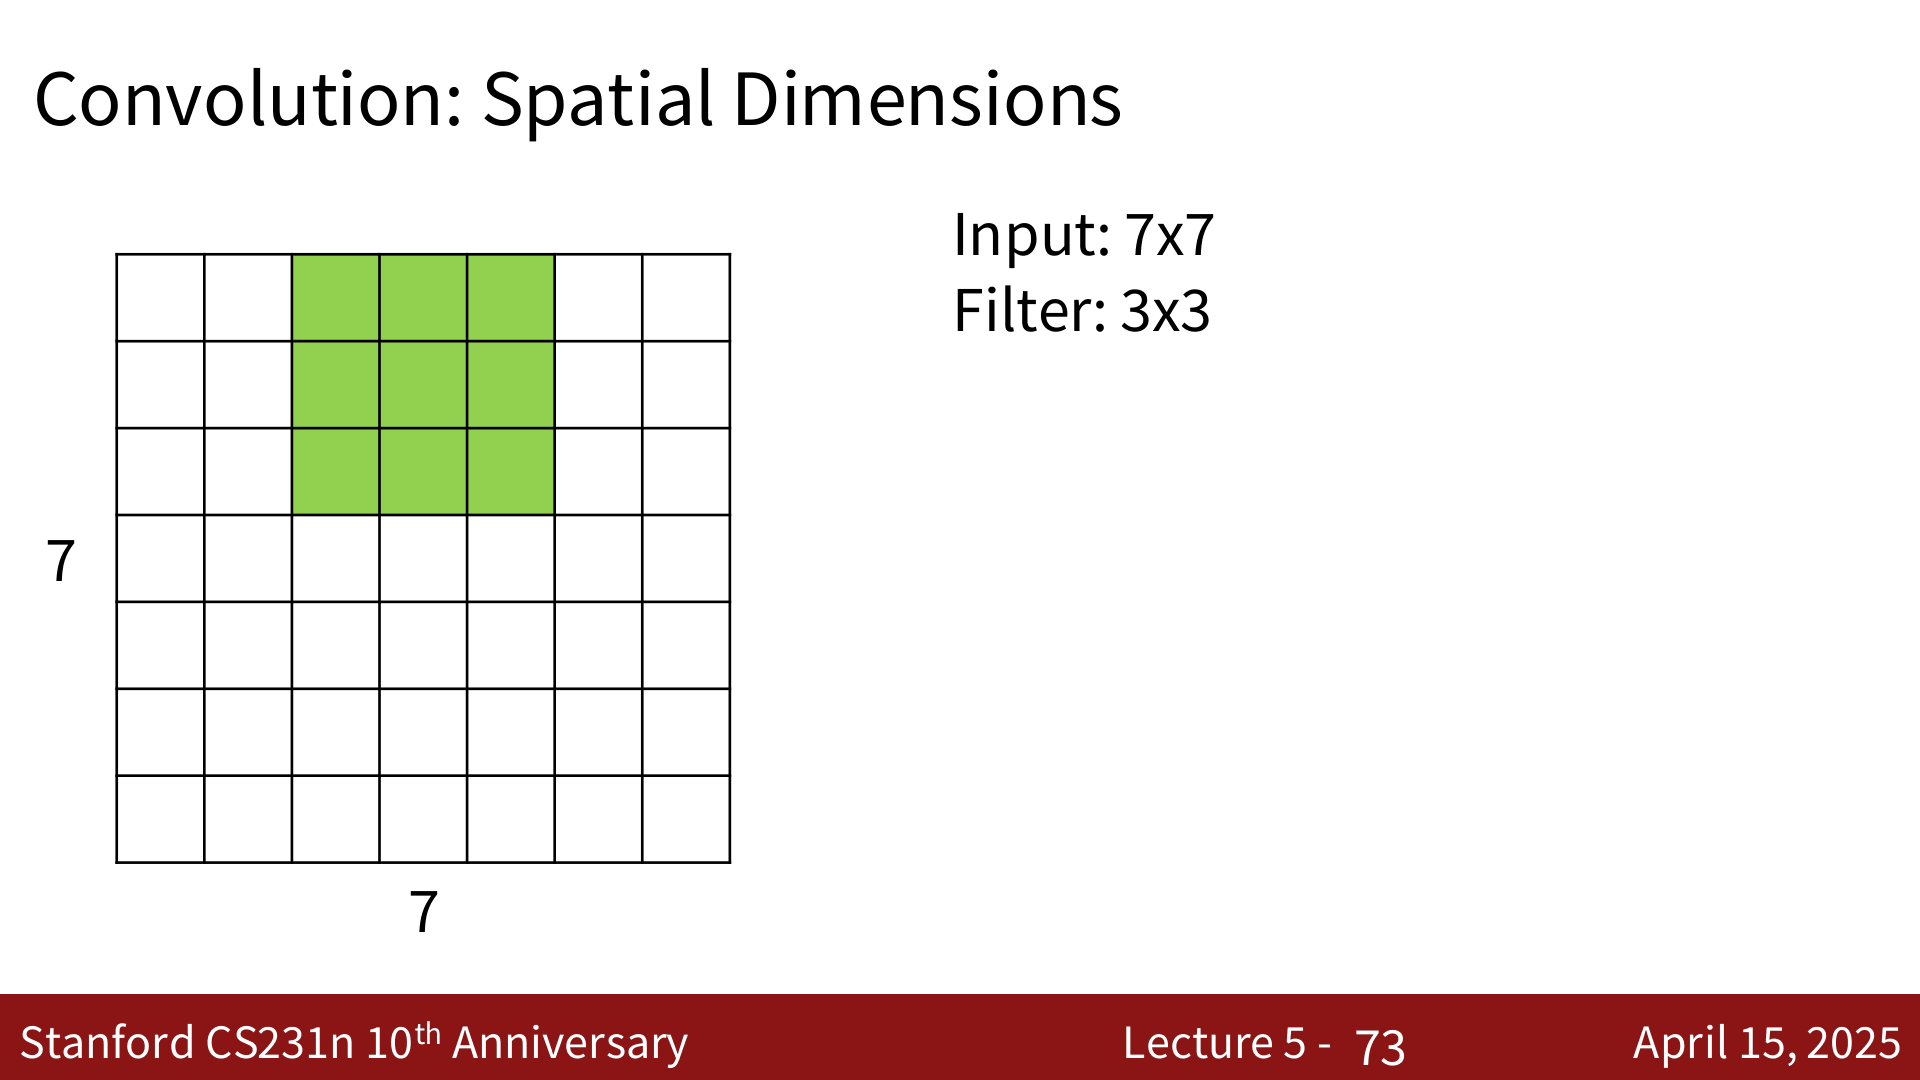 Convolution: Spatial Dimensions
Input: 7x7
Filter: 3x3
7
7
Stanford CS231n 10th Anniversary
Lecture 5 - 73
April 15, 2025